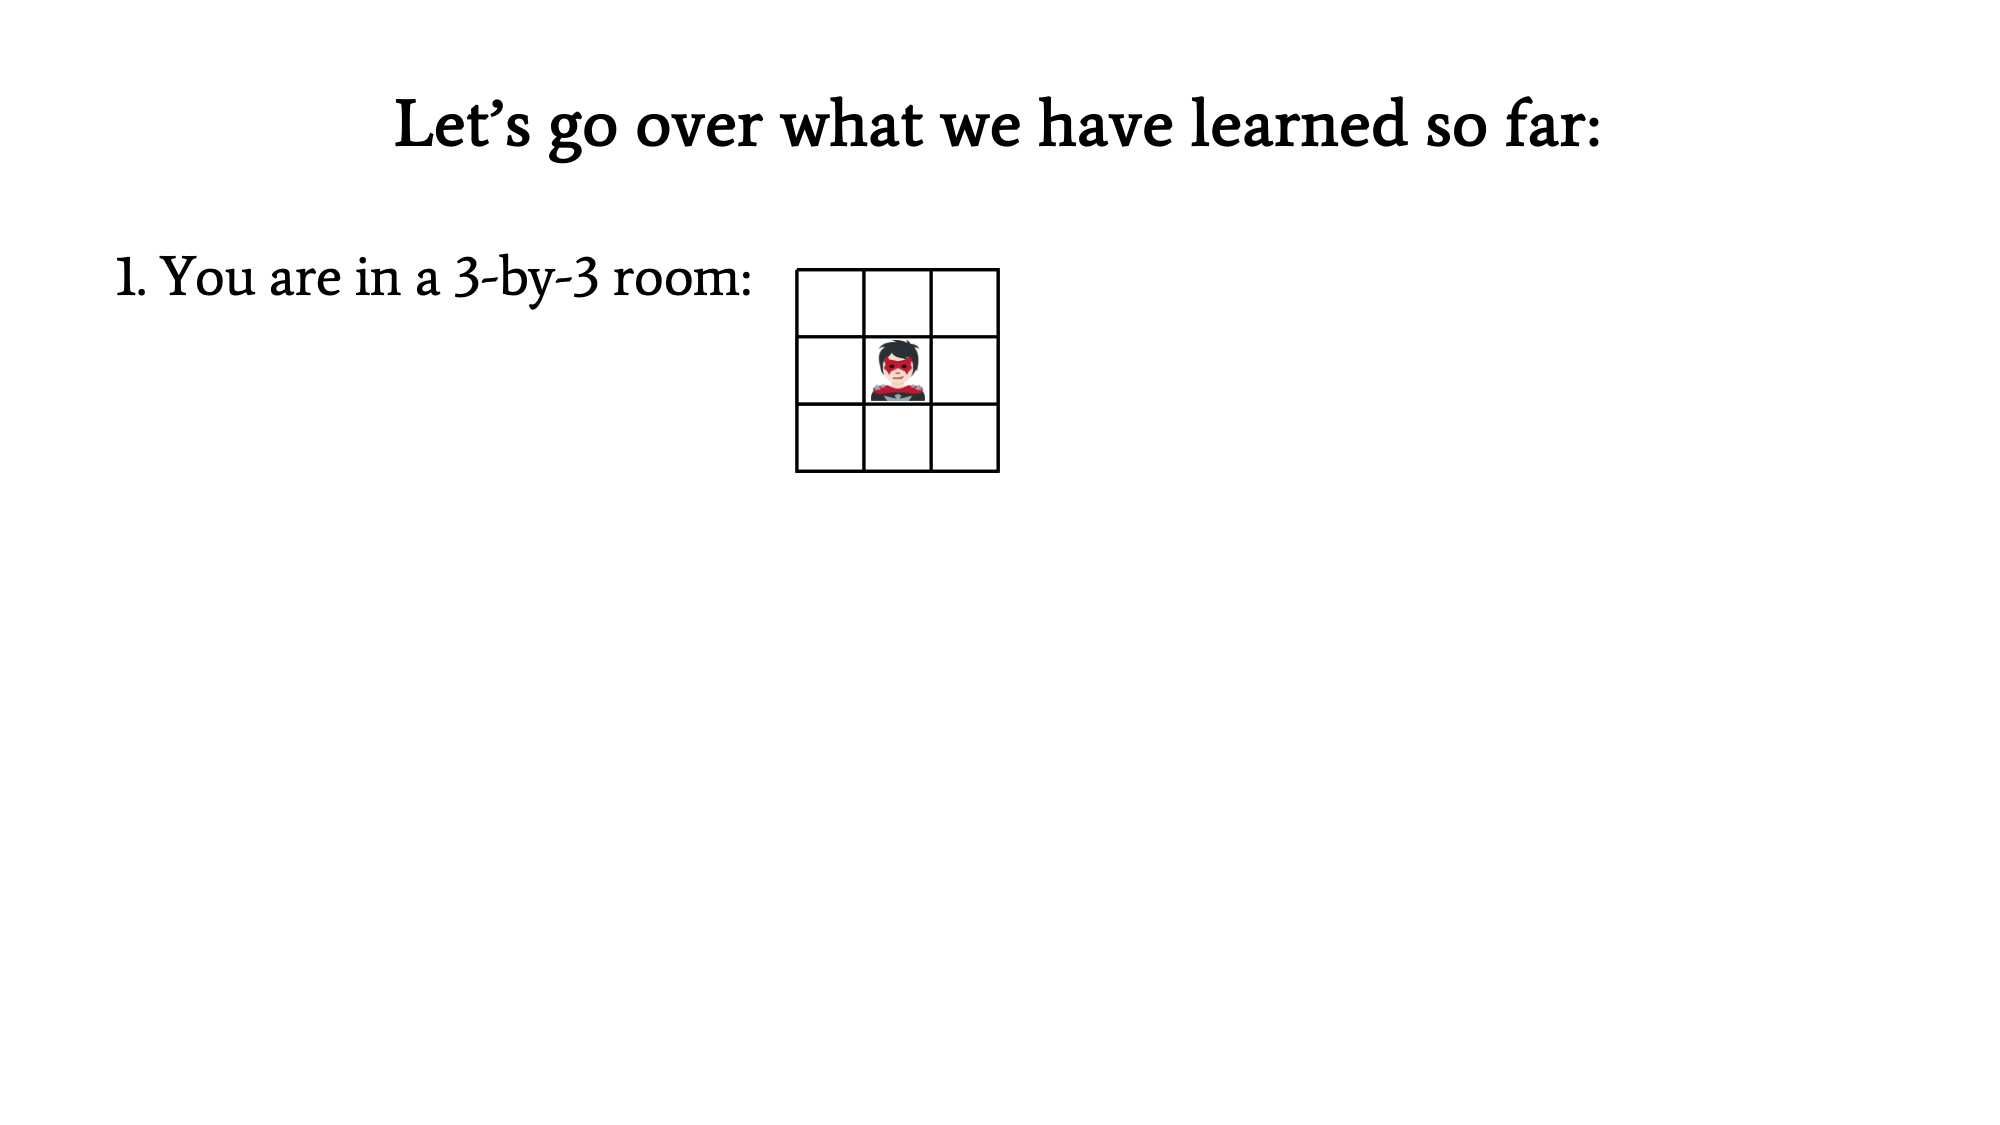 Let’s go over what we have learned so far:
1. You are in a 3-by-3 room: